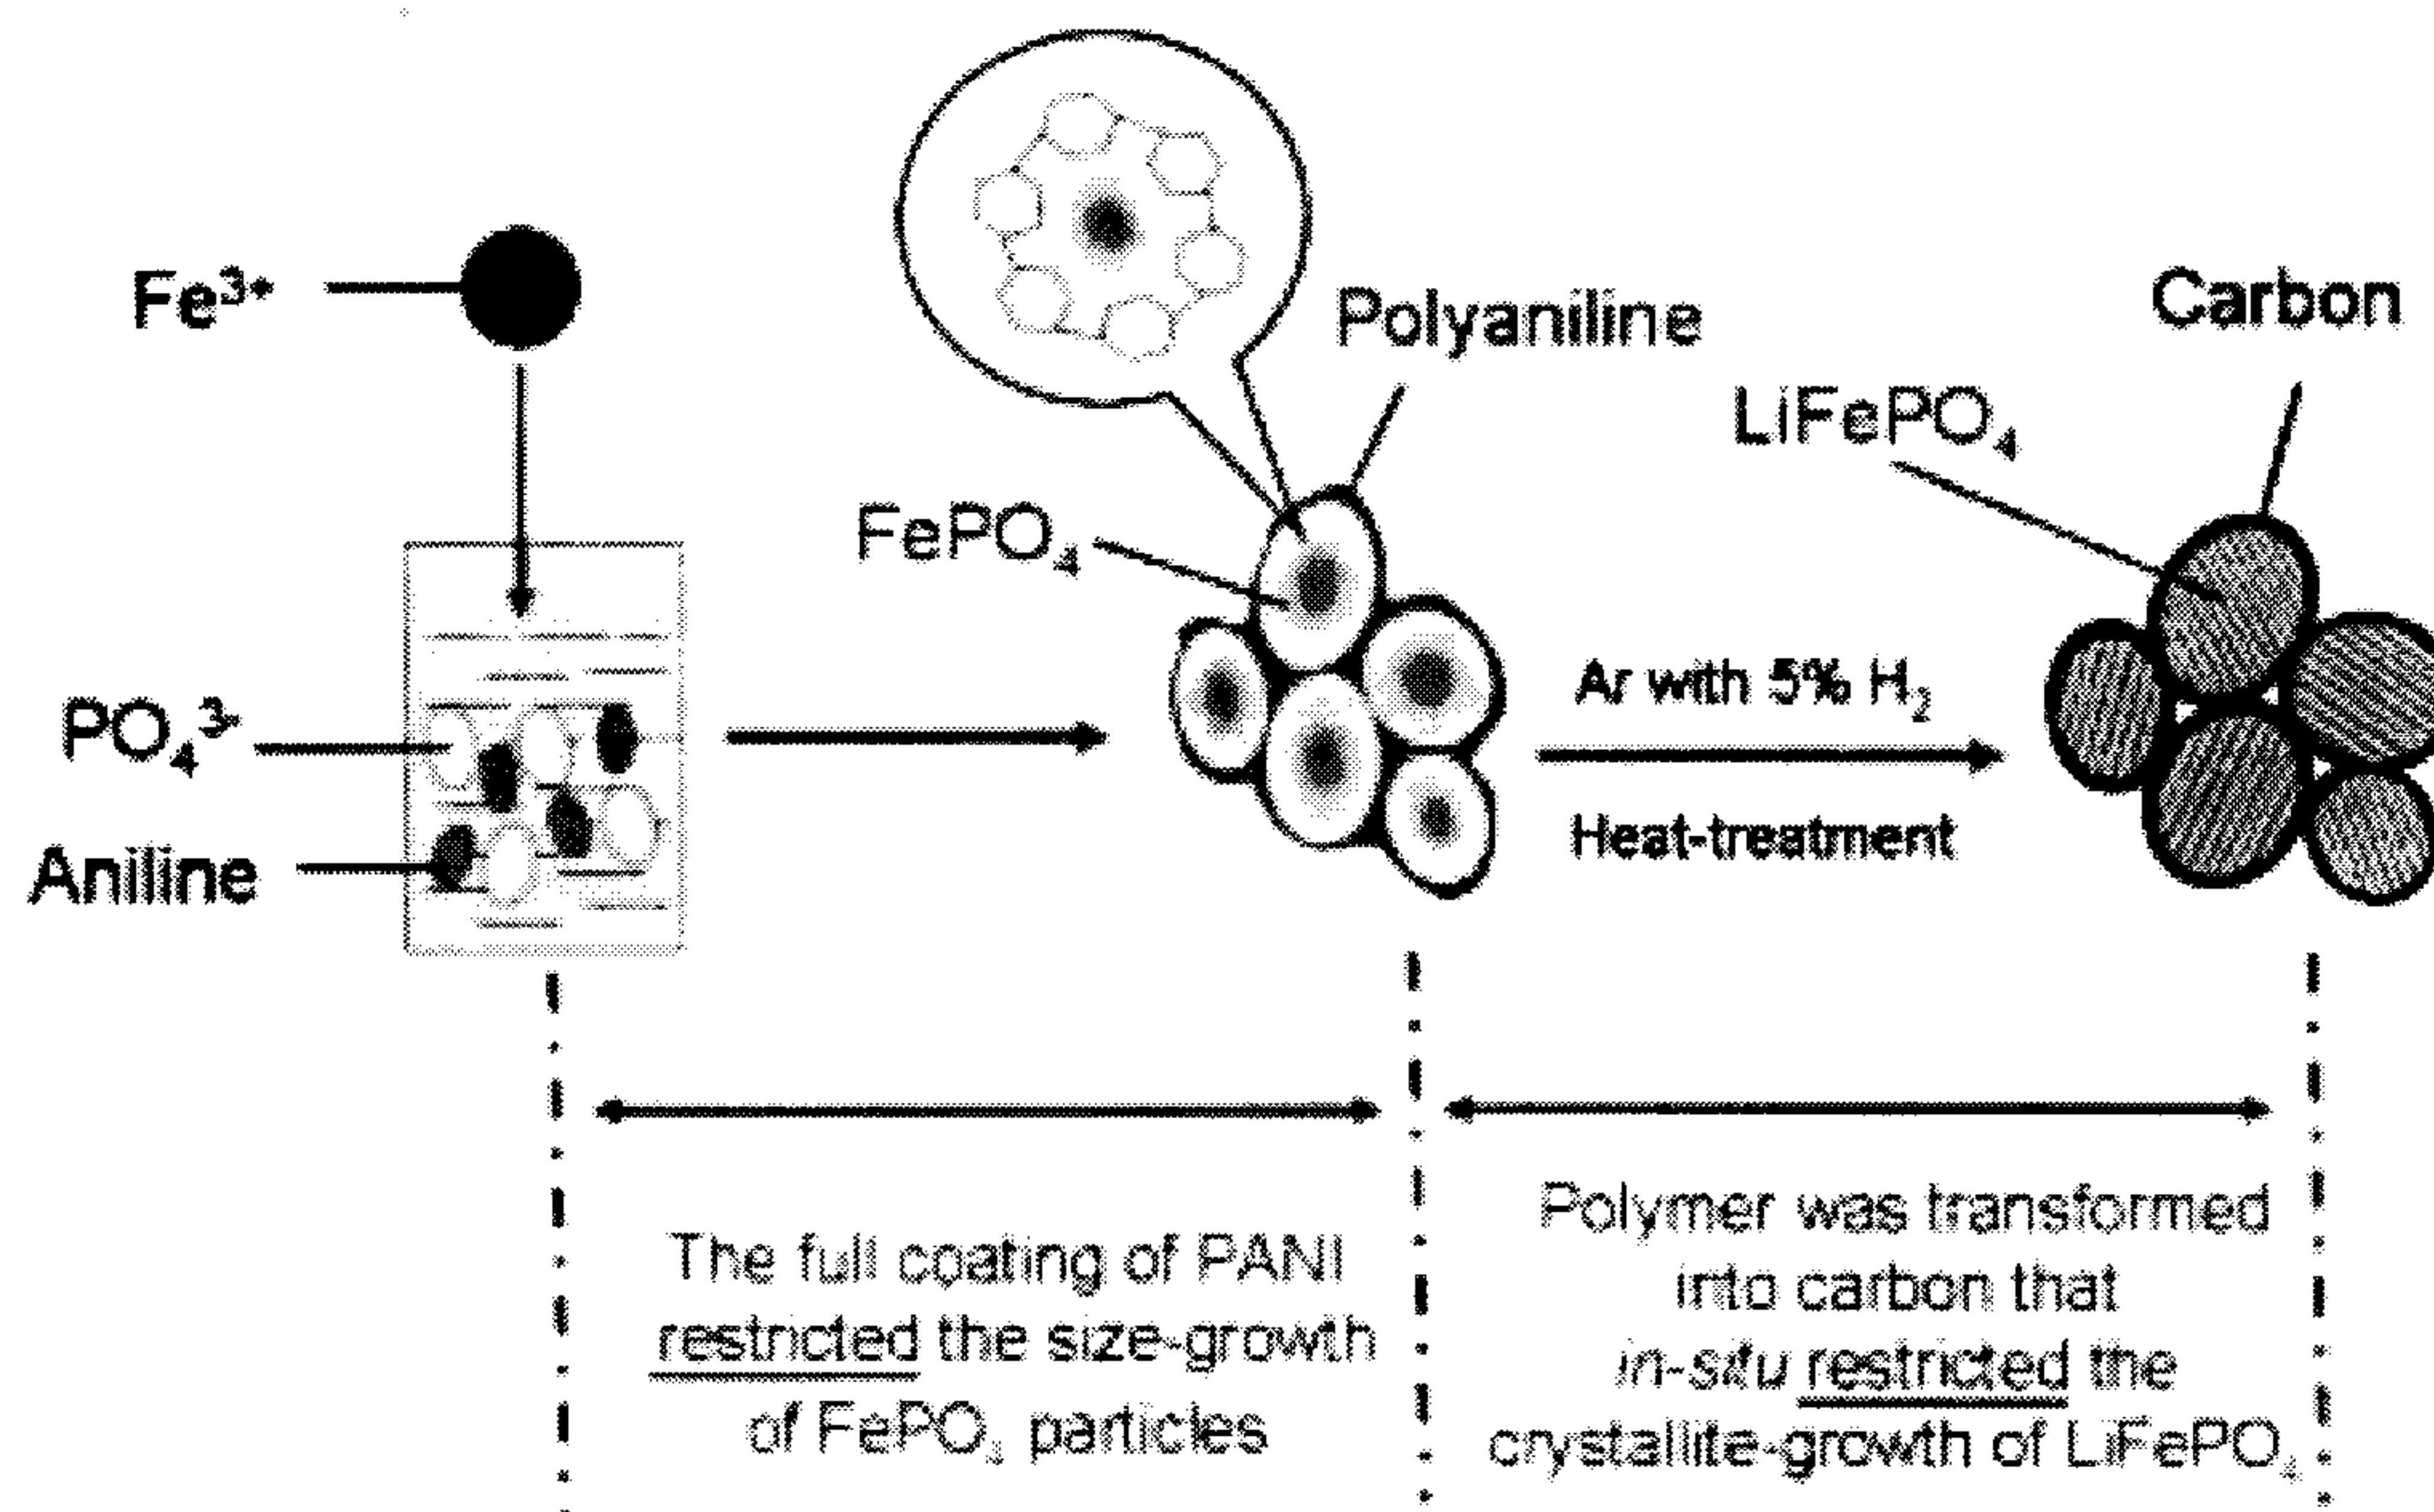 Fe³⁺
PO₄³⁻
Aniline
FePO₄
Polyaniline
Ar with 5% H₂
Heat-treatment
LiFePO₄
Carbon
The full coating of PANI
restricted the size-growth
of FePO₄ particles
Polymer was transformed
into carbon that
in-situ restricted the
crystallite-growth of LiFePO₄